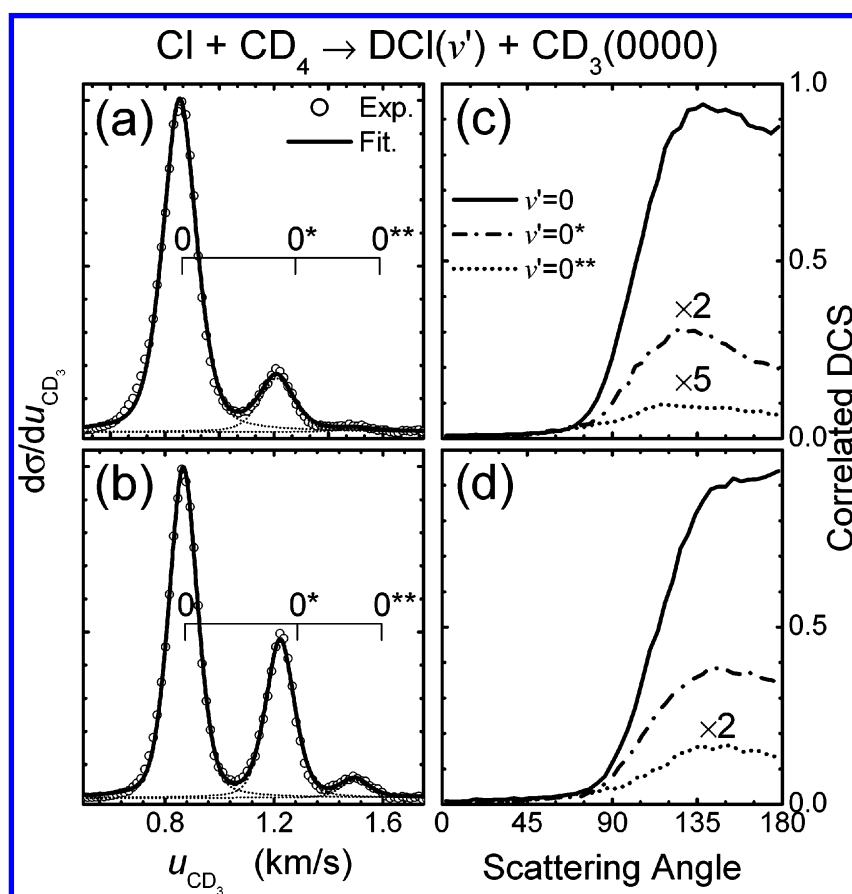 Cl + CD₄ → DCl(v') + CD₃(0000)
(a)
Exp.
Fit.
0 0* 0**
(b)
0 0* 0**
dσ/du_CD₃
0.8 1.2 1.6
u_CD₃ (km/s)
(c)
v'=0
v'=0*
v'=0**
×2
×5
1.0
0.5
0.0
(d)
×2
0.5
0.0
Correlated DCS
0 45 90 135 180
Scattering Angle